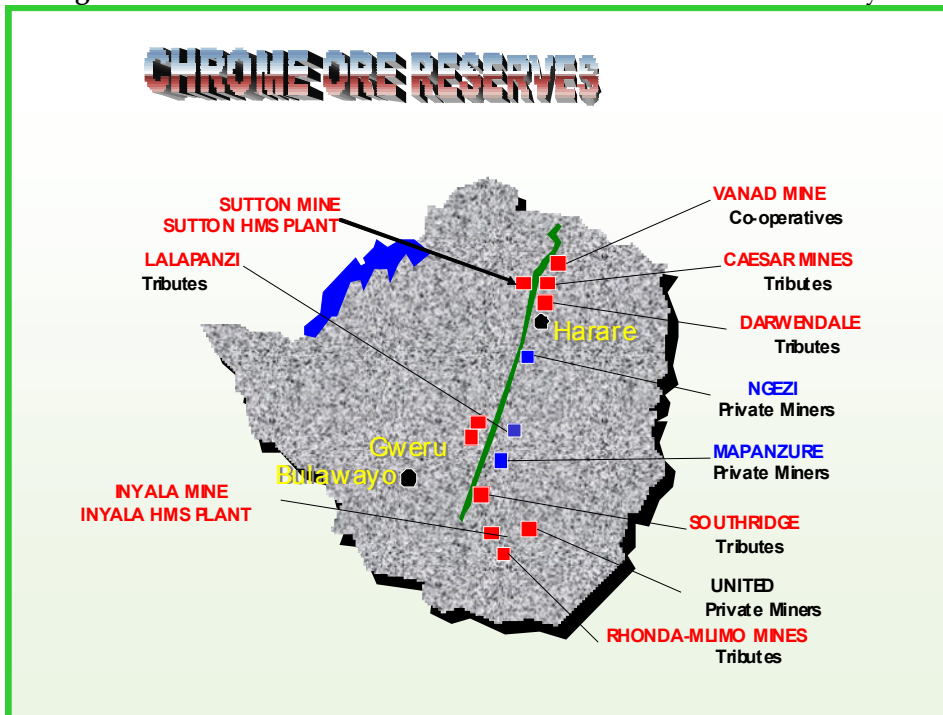 CHROME ORE RESERVES
SUTTON MINE
SUTTON HMS PLANT
LALAPANZI
Tributes
VANAD MINE
Co-operatives
CAESAR MINES
Tributes
DARWENDALE
Tributes
Harare
NGEZI
Private Miners
Gweru
Bulawayo
MAPANZURE
Private Miners
INYALA MINE
INYALA HMS PLANT
SOUTHRIDGE
Tributes
UNITED
Private Miners
RHONDA-MLIMO MINES
Tributes